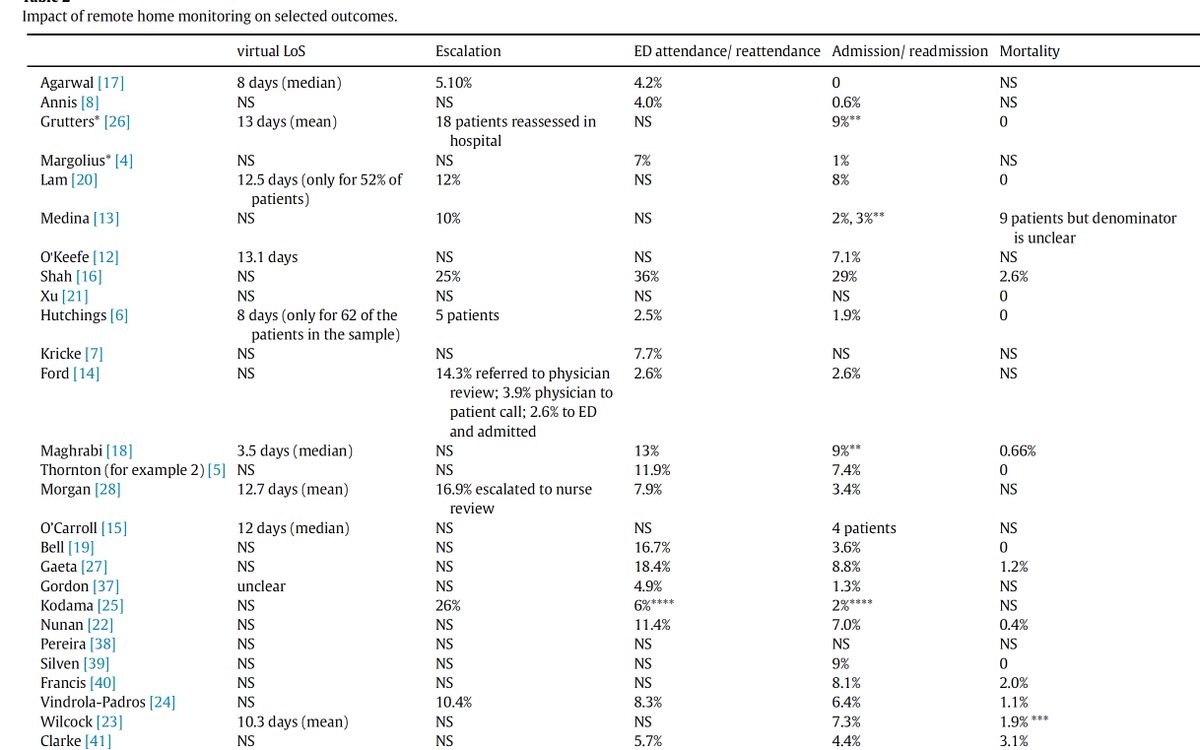 Impact of remote home monitoring on selected outcomes.
virtual LoS Escalation ED attendance/ reattendance Admission/ readmission Mortality
Agarwal [17] 8 days (median) 5.10% 4.2% 0 NS
Annis [8] NS NS 4.0% 0.6% NS
Grutters* [26] 13 days (mean) 18 patients reassessed in NS 9%** 0
hospital
Margolius* [4] NS NS 7% 1% NS
Lam [20] 12.5 days (only for 52% of 12% NS 8% 0
patients)
Medina [13] NS 10% NS 2%, 3%** 9 patients but denominator
is unclear
O'Keefe [12] 13.1 days NS NS 7.1% NS
Shah [16] NS 25% 36% 29% 2.6%
Xu [21] NS NS NS NS 0
Hutchings [6] 8 days (only for 62 of the 5 patients 2.5% 1.9% 0
patients in the sample)
Kricke [7] NS NS 7.7% NS NS
Ford [14] NS 14.3% referred to physician 2.6% 2.6% NS
review; 3.9% physician to
patient call; 2.6% to ED
and admitted
Maghrabi [18] 3.5 days (median) NS 13% 9%** 0.66%
Thornton (for example 2) [5] NS NS 11.9% 7.4% 0
Morgan [28] 12.7 days (mean) 16.9% escalated to nurse 7.9% 3.4% NS
review
O’Carroll [15] 12 days (median) NS NS 4 patients NS
Bell [19] NS NS 16.7% 3.6% 0
Gaeta [27] NS NS 18.4% 8.8% 1.2%
Gordon [37] unclear NS 4.9% 1.3% NS
Kodama [25] NS 26% 6%**** 2%**** NS
Nunan [22] NS NS 11.4% 7.0% 0.4%
Pereira [38] NS NS NS NS NS
Silven [39] NS NS NS 9% 0
Francis [40] NS NS NS 8.1% 2.0%
Vindrola-Padros [24] NS 10.4% 8.3% 6.4% 1.1%
Wilcock [23] 10.3 days (mean) NS NS 7.3% 1.9% ***
Clarke [41] NS NS 5.7% 4.4% 3.1%